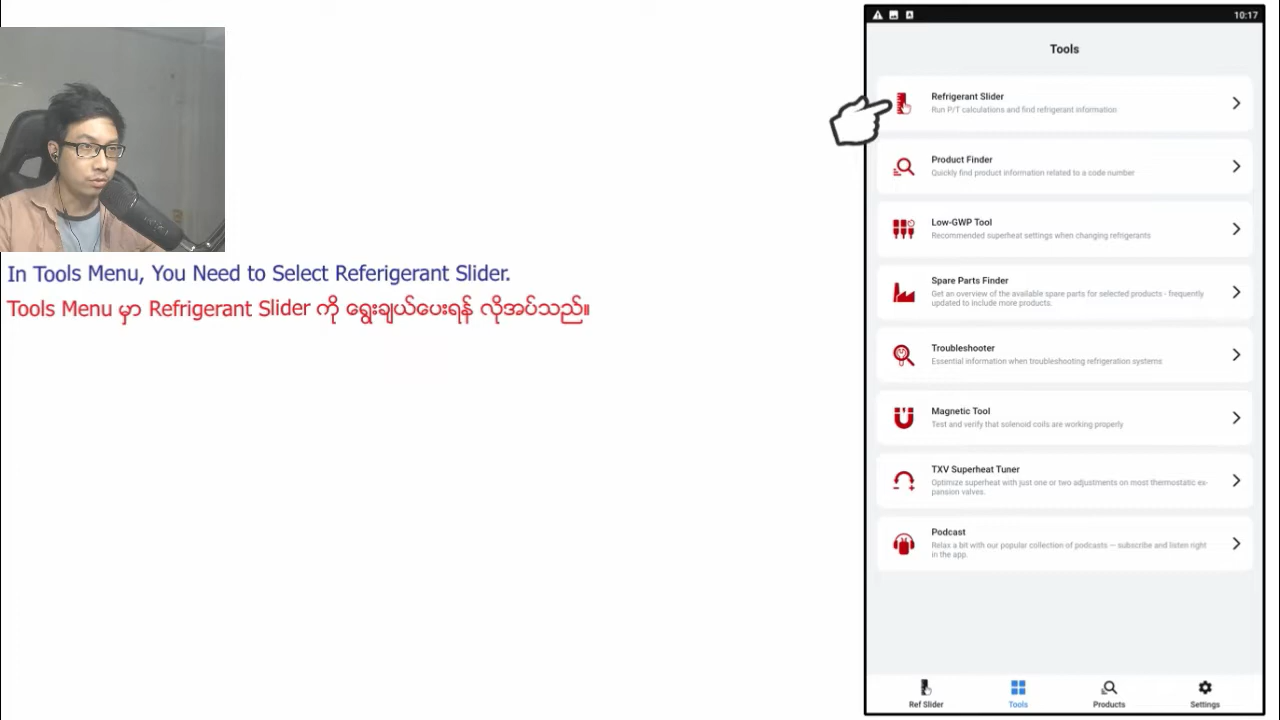 In Tools Menu, You Need to Select Referigerant Slider.
Tools Menu မှာ Refrigerant Slider ကို ရွေးချယ်ပေးရန် လိုအပ်သည်။
10:17
Tools
Refrigerant Slider
Run P/T calculations and find refrigerant information
Product Finder
Quickly find product information related to a code number
Low-GWP Tool
Recommended superheat settings when changing refrigerants
Spare Parts Finder
Get an overview of the available spare parts for selected products - frequently
updated to include more products.
Troubleshooter
Essential information when troubleshooting refrigeration systems
Magnetic Tool
Test and verify that solenoid coils are working properly
TXV Superheat Tuner
Optimize superheat with just one or two adjustments on most thermostatic ex-
pansion valves.
Podcast
Relax a bit with our popular collection of podcasts — subscribe and listen right
in the app.
Ref Slider
Tools
Products
Settings